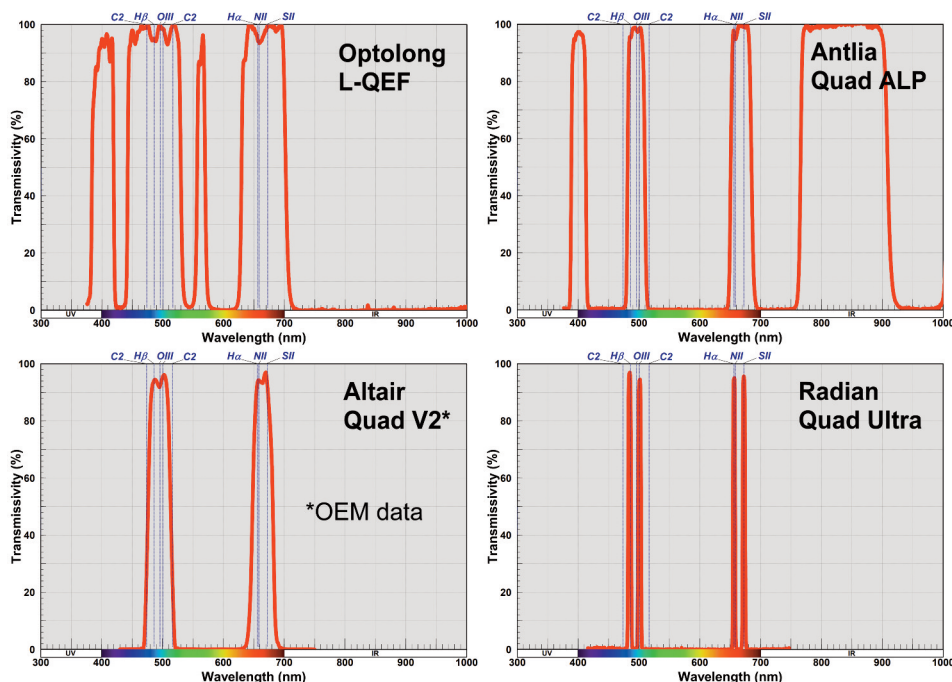 C2 Hβ OIII C2 Hα NII SII
Optolong
L-QEF
Transmissivity (%)
100
80
60
40
20
0
UV IR
300 400 500 600 700 800 900 1000
Wavelength (nm)
C2 Hβ OIII C2 Hα NII SII
Antlia
Quad ALP
Transmissivity (%)
100
80
60
40
20
0
UV IR
300 400 500 600 700 800 900 1000
Wavelength (nm)
C2 Hβ OIII C2 Hα NII SII
Altair
Quad V2*
*OEM data
Transmissivity (%)
100
80
60
40
20
0
UV IR
300 400 500 600 700 800 900 1000
Wavelength (nm)
C2 Hβ OIII C2 Hα NII SII
Radian
Quad Ultra
Transmissivity (%)
100
80
60
40
20
0
UV IR
300 400 500 600 700 800 900 1000
Wavelength (nm)